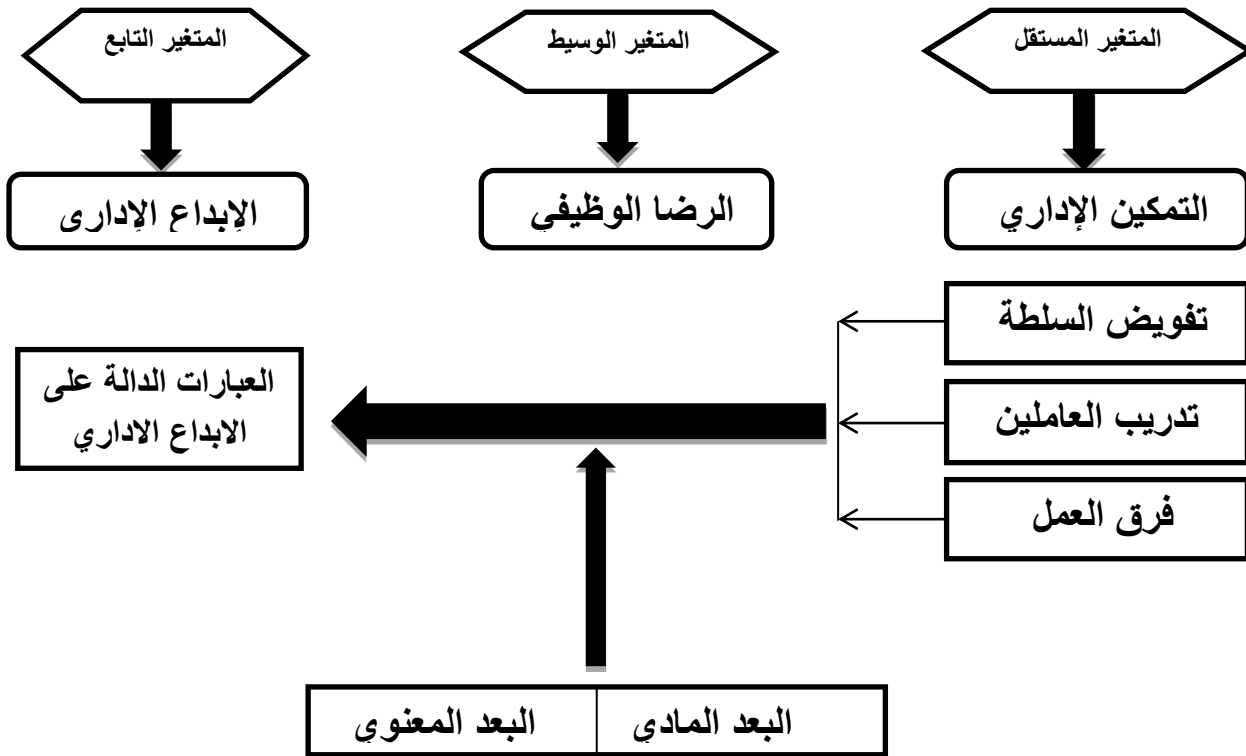 المتغير المستقل
المتغير الوسيط
المتغير التابع
التمكين الإداري
الرضا الوظيفي
الإبداع الإدارى
تفويض السلطة
تدريب العاملين
فرق العمل
العبارات الدالة على
الابداع الاداري
البعد المادي
البعد المعنوي